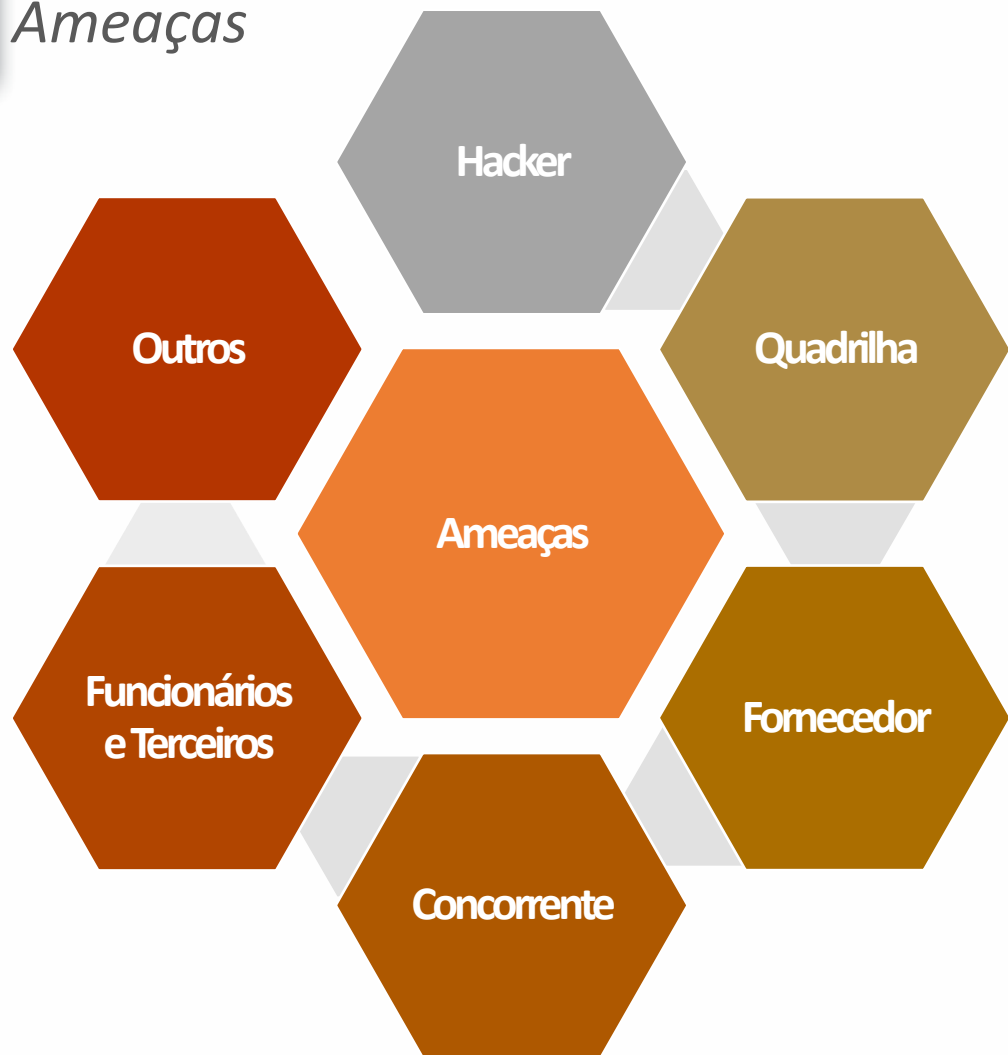 Ameaças
Hacker
Outros
Quadrilha
Ameaças
Funcionários
e Terceiros
Fornecedor
Concorrente